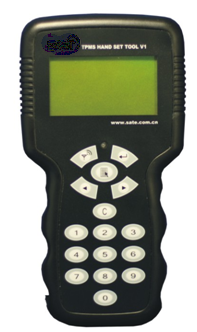 TPMS HAND SET TOOL V1
www.sate.com.cn
C
1 2 3
4 5 6
7 8 9
0